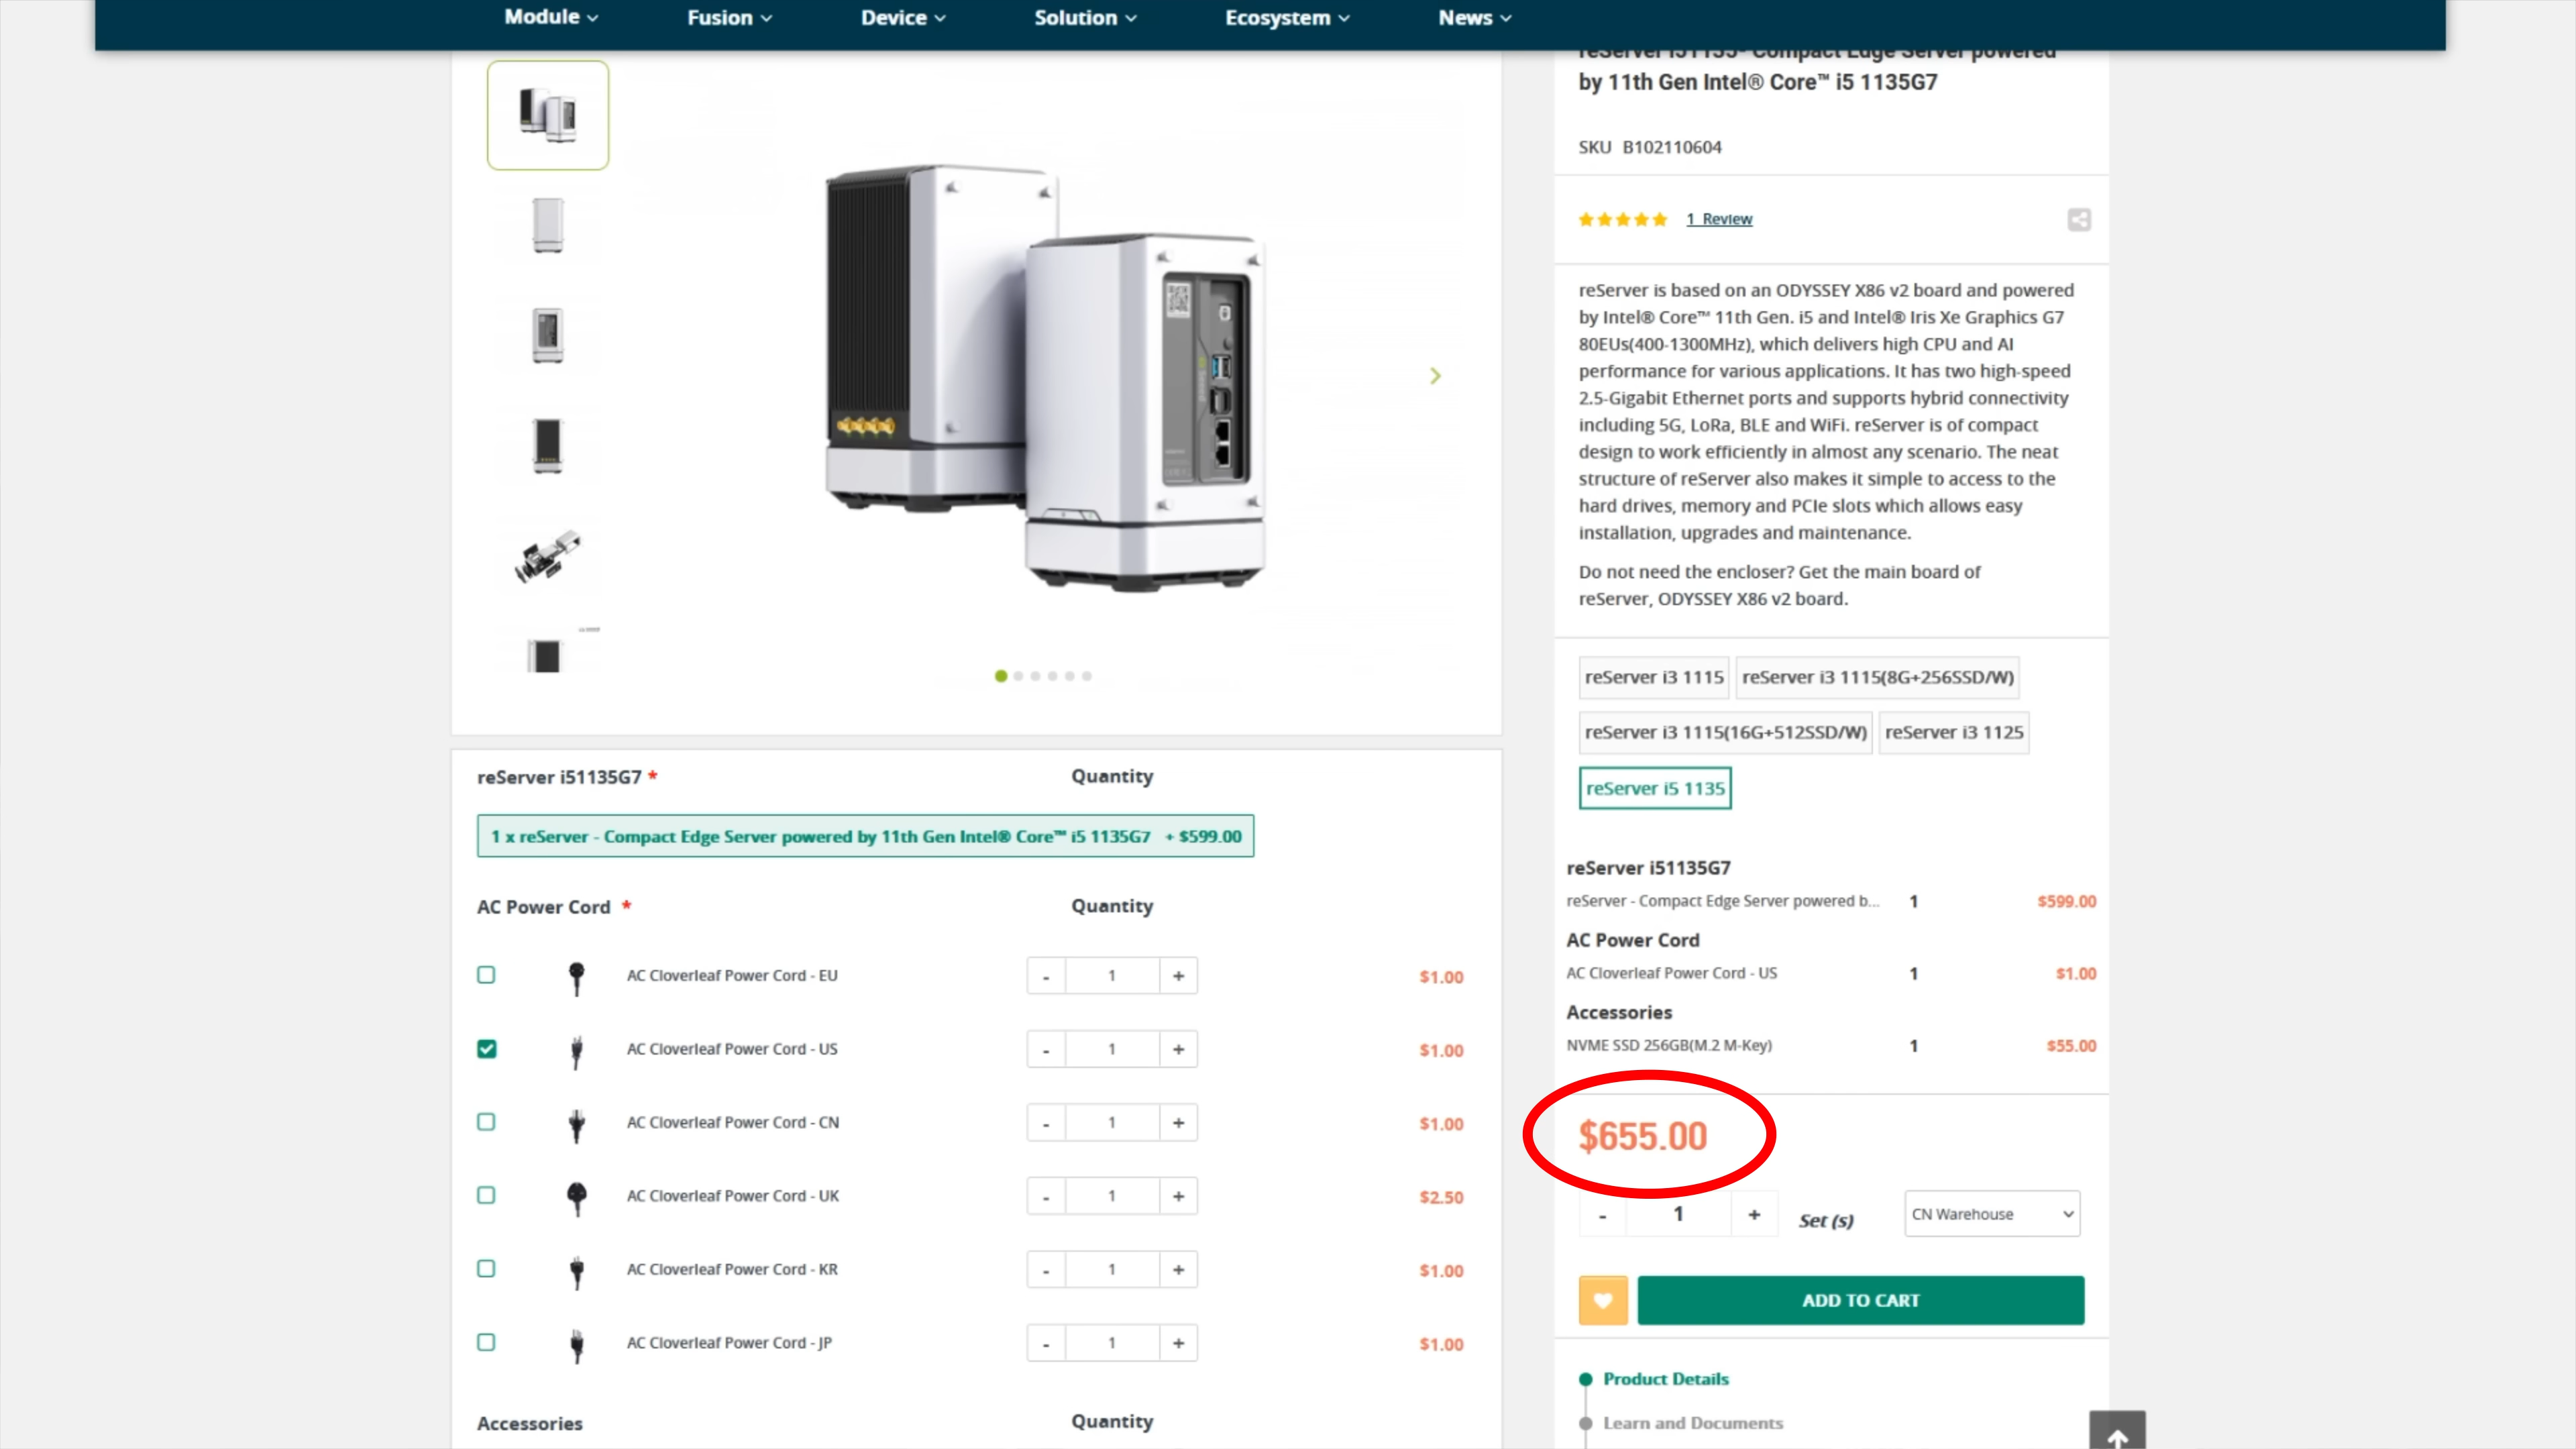 Module
Fusion
Device
Solution
Ecosystem
News
reServer i51135- Compact Edge Server powered
by 11th Gen Intel® Core™ i5 1135G7
SKU B102110604
1 Review
reServer is based on an ODYSSEY X86 v2 board and powered
by Intel® Core™ 11th Gen. i5 and Intel® Iris Xe Graphics G7
80EUs(400-1300MHz), which delivers high CPU and AI
performance for various applications. It has two high-speed
2.5-Gigabit Ethernet ports and supports hybrid connectivity
including 5G, LoRa, BLE and WiFi. reServer is of compact
design to work efficiently in almost any scenario. The neat
structure of reServer also makes it simple to access to the
hard drives, memory and PCIe slots which allows easy
installation, upgrades and maintenance.
Do not need the encloser? Get the main board of
reServer, ODYSSEY X86 v2 board.
reServer i3 1115
reServer i3 1115(8G+256SSD/W)
reServer i3 1115(16G+512SSD/W)
reServer i3 1125
reServer i5 1135
reServer i51135G7 * Quantity
1 x reServer - Compact Edge Server powered by 11th Gen Intel® Core™ i5 1135G7 + $599.00
AC Power Cord * Quantity
AC Cloverleaf Power Cord - EU - 1 + $1.00
AC Cloverleaf Power Cord - US - 1 + $1.00
AC Cloverleaf Power Cord - CN - 1 + $1.00
AC Cloverleaf Power Cord - UK - 1 + $2.50
AC Cloverleaf Power Cord - KR - 1 + $1.00
AC Cloverleaf Power Cord - JP - 1 + $1.00
Accessories Quantity
reServer i51135G7
reServer - Compact Edge Server powered b... 1 $599.00
AC Power Cord
AC Cloverleaf Power Cord - US 1 $1.00
Accessories
NVME SSD 256GB(M.2 M-Key) 1 $55.00
$655.00
- 1 + Set (s) CN Warehouse
ADD TO CART
Product Details
Learn and Documents